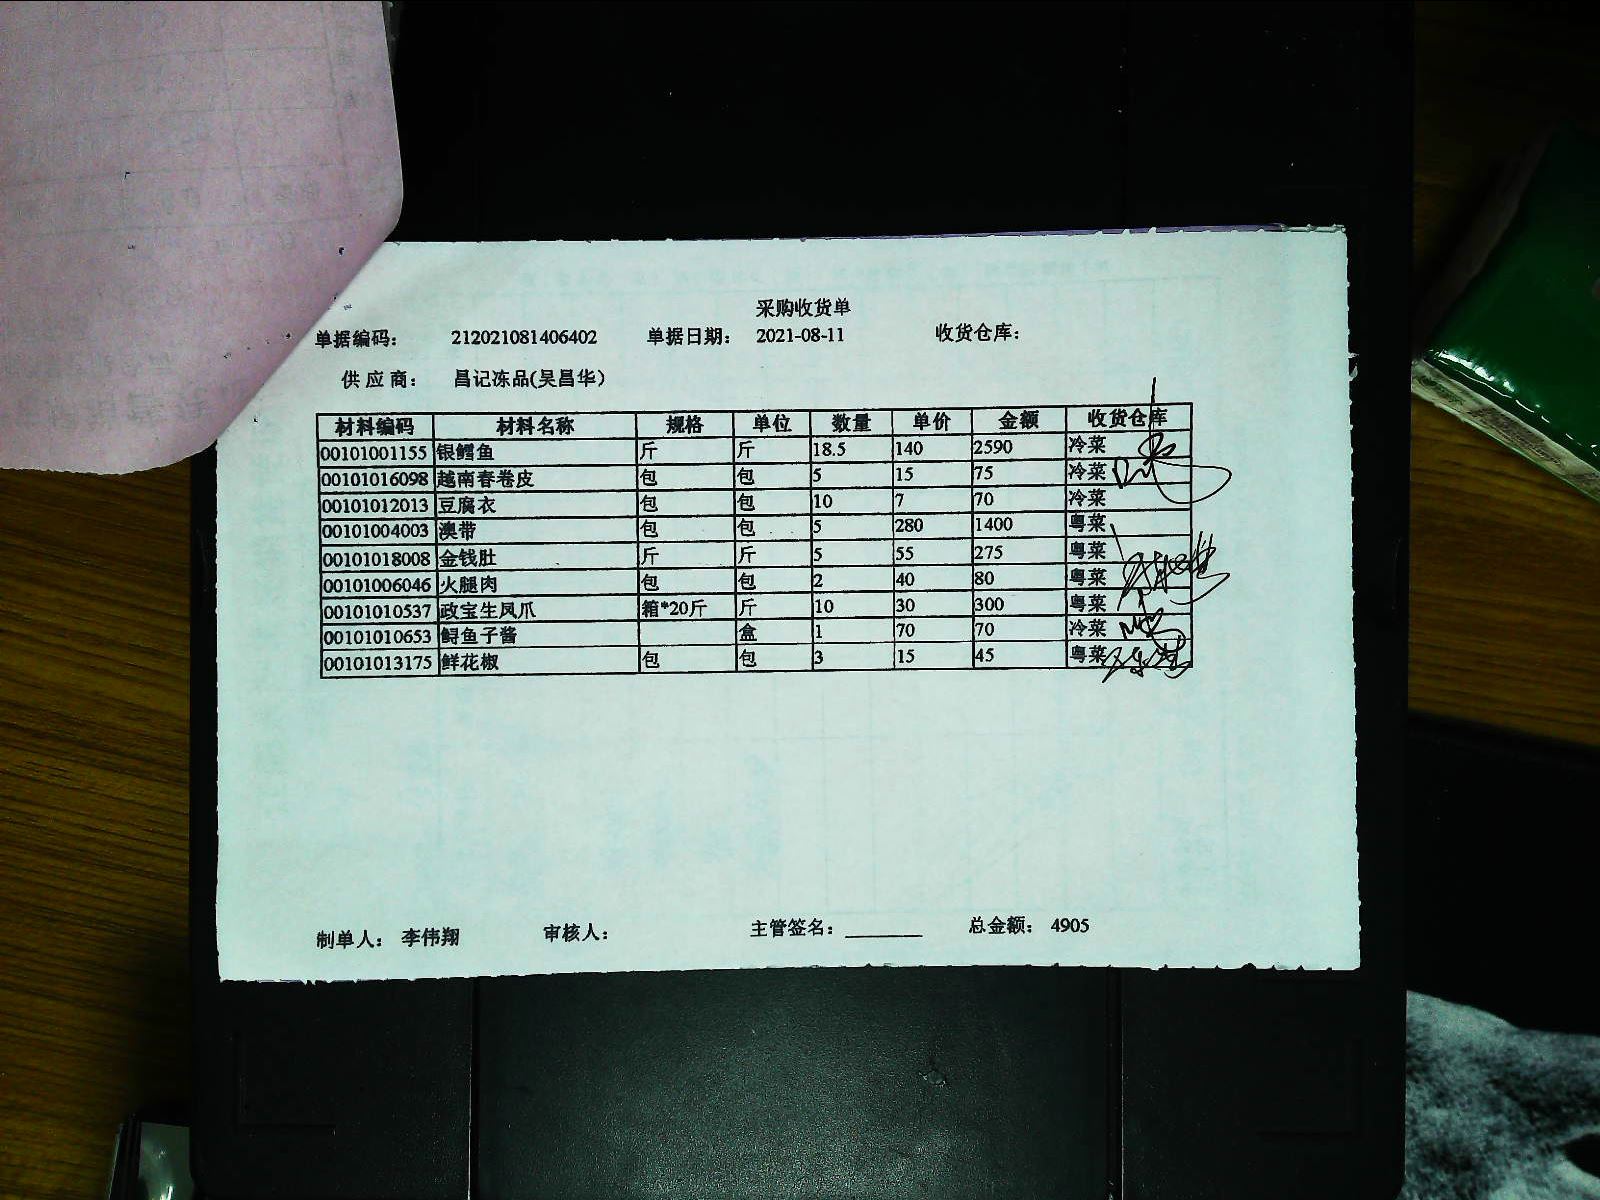 采购收货单
单据编码： 212021081406402 单据日期： 2021-08-11 收货仓库：
供 应 商： 昌记冻品(吴昌华)
材料编码 材料名称 规格 单位 数量 单价 金额 收货仓库
00101001155 银鳕鱼 斤 斤 18.5 140 2590 冷菜
00101016098 越南春卷皮 包 包 5 15 75 冷菜
00101012013 豆腐衣 包 包 10 7 70 冷菜
00101004003 澳带 包 包 5 280 1400 粤菜
00101018008 金钱肚 斤 斤 5 55 275 粤菜
00101006046 火腿肉 包 包 2 40 80 粤菜
00101010537 政宝生凤爪 箱*20斤 斤 10 30 300 粤菜
00101010653 鲟鱼子酱 盒 1 70 70 冷菜
00101013175 鲜花椒 包 包 3 15 45 粤菜
制单人： 李伟翔 审核人： 主管签名：________ 总金额： 4905